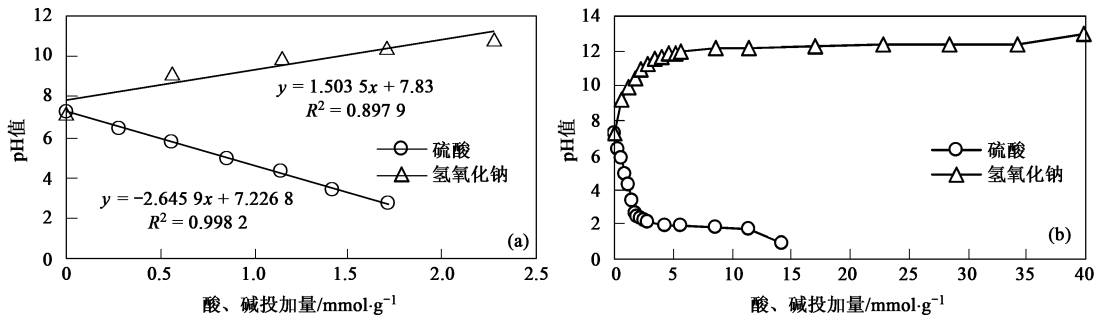 12
10
8
6
4
2
0
pH值
y = 1.503 5x + 7.83
R² = 0.897 9
硫酸
氢氧化钠
y = −2.645 9x + 7.226 8
R² = 0.998 2
(a)
0 0.5 1.0 1.5 2.0 2.5
酸、碱投加量/mmol·g⁻¹
14
12
10
8
6
4
2
0
pH值
硫酸
氢氧化钠
(b)
0 5 10 15 20 25 30 35 40
酸、碱投加量/mmol·g⁻¹